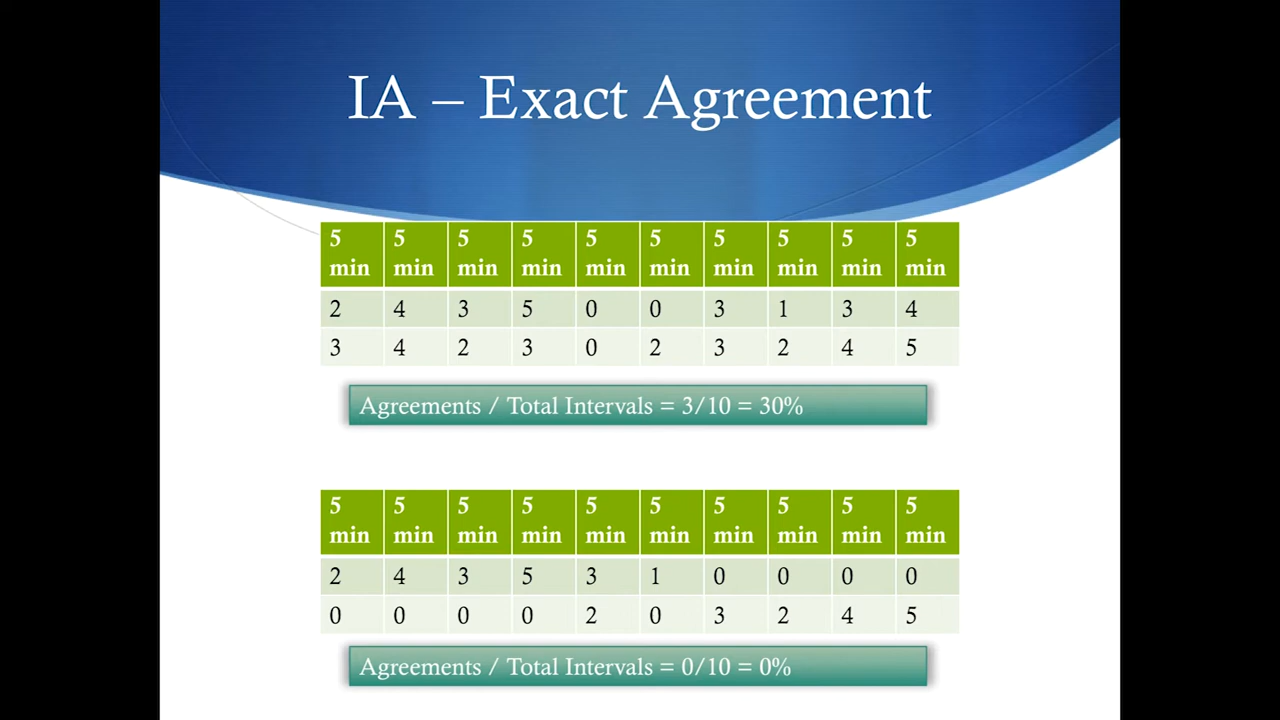 IA – Exact Agreement
5 min 5 min 5 min 5 min 5 min 5 min 5 min 5 min 5 min 5 min
2 4 3 5 0 0 3 1 3 4
3 4 2 3 0 2 3 2 4 5
Agreements / Total Intervals = 3/10 = 30%
5 min 5 min 5 min 5 min 5 min 5 min 5 min 5 min 5 min 5 min
2 4 3 5 3 1 0 0 0 0
0 0 0 0 2 0 3 2 4 5
Agreements / Total Intervals = 0/10 = 0%